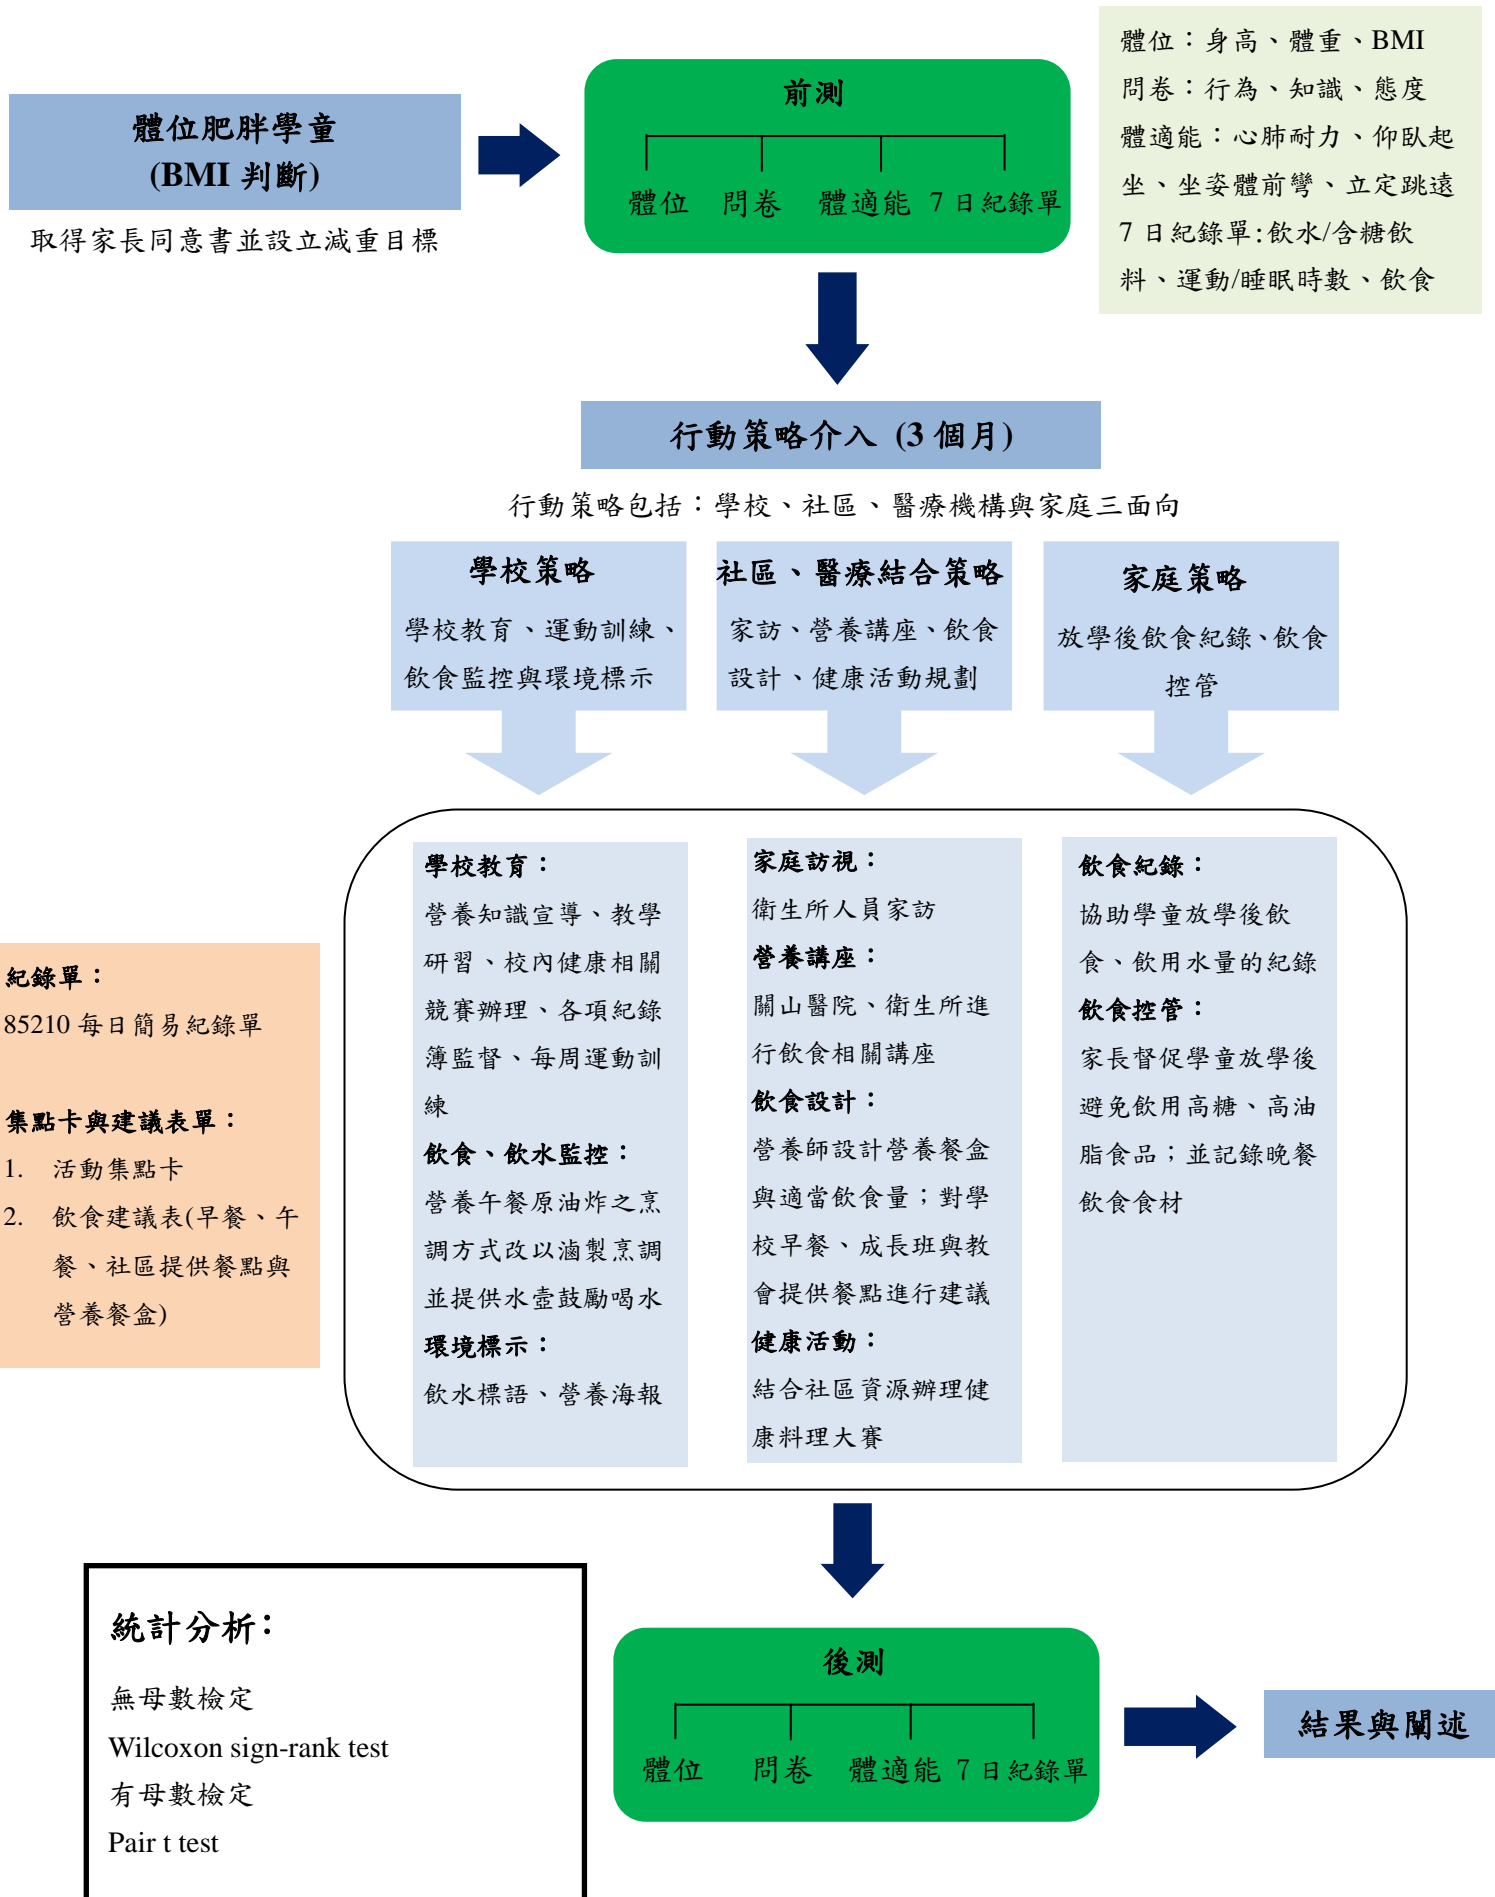 體位肥胖學童
(BMI 判斷)
取得家長同意書並設立減重目標
前測
體位 問卷 體適能 7 日紀錄單
體位：身高、體重、BMI
問卷：行為、知識、態度
體適能：心肺耐力、仰臥起
坐、坐姿體前彎、立定跳遠
7 日紀錄單:飲水/含糖飲
料、運動/睡眠時數、飲食
行動策略介入 (3 個月)
行動策略包括：學校、社區、醫療機構與家庭三面向
學校策略
學校教育、運動訓練、
飲食監控與環境標示
社區、醫療結合策略
家訪、營養講座、飲食
設計、健康活動規劃
家庭策略
放學後飲食紀錄、飲食
控管
紀錄單：
85210 每日簡易紀錄單
集點卡與建議表單：
1. 活動集點卡
2. 飲食建議表(早餐、午
餐、社區提供餐點與
營養餐盒)
學校教育：
營養知識宣導、教學
研習、校內健康相關
競賽辦理、各項紀錄
簿監督、每周運動訓
練
飲食、飲水監控：
營養午餐原油炸之烹
調方式改以滷製烹調
並提供水壺鼓勵喝水
環境標示：
飲水標語、營養海報
家庭訪視：
衛生所人員家訪
營養講座：
關山醫院、衛生所進
行飲食相關講座
飲食設計：
營養師設計營養餐盒
與適當飲食量；對學
校早餐、成長班與教
會提供餐點進行建議
健康活動：
結合社區資源辦理健
康料理大賽
飲食紀錄：
協助學童放學後飲
食、飲用水量的紀錄
飲食控管：
家長督促學童放學後
避免飲用高糖、高油
脂食品；並記錄晚餐
飲食食材
統計分析：
無母數檢定
Wilcoxon sign-rank test
有母數檢定
Pair t test
後測
體位 問卷 體適能 7 日紀錄單
結果與闡述